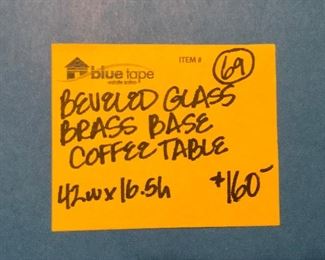 blue tape
estate sales
ITEM # 69
BEVELED GLASS
BRASS BASE
COFFEE TABLE
42W x 16.5h $160-